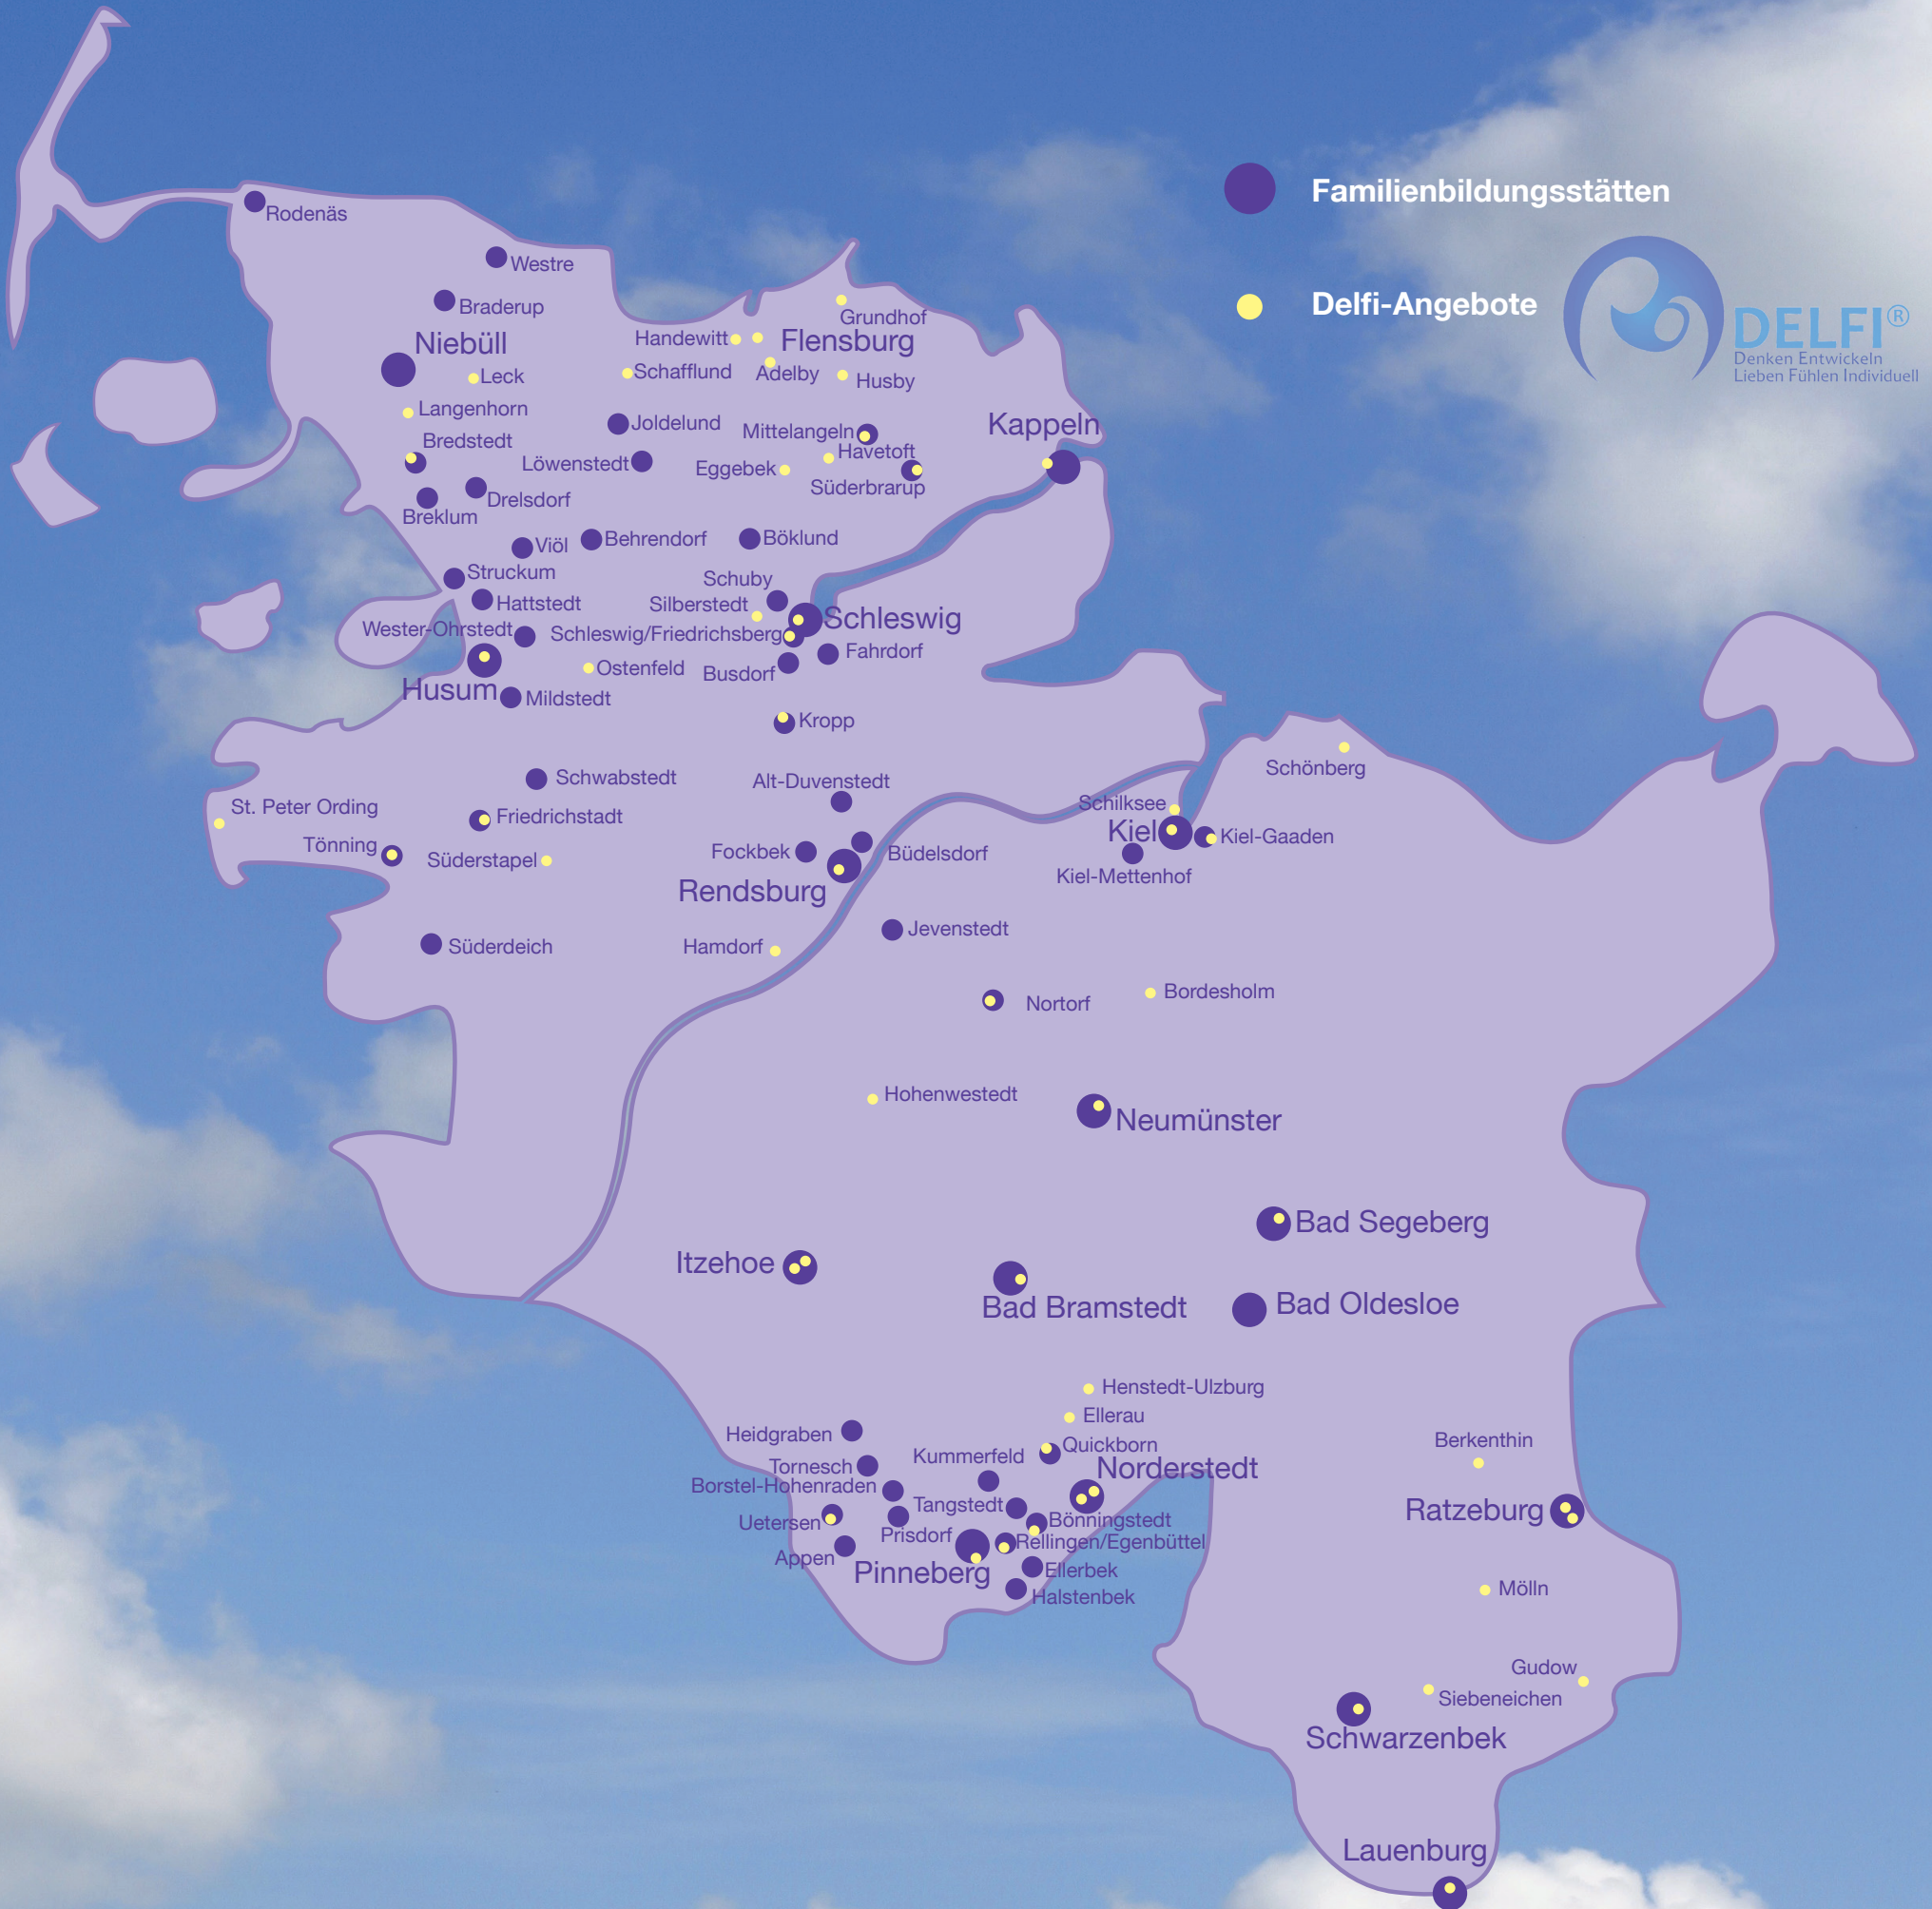 Familienbildungsstätten
Delfi-Angebote
DELFI®
Denken Entwickeln
Lieben Fühlen Individuell
Rodenäs
Westre
Braderup
Niebüll
Leck
Langenhorn
Bredstedt
Breklum
Drelsdorf
Joldelund
Löwenstedt
Grundhof
Handewitt
Flensburg
Schafflund
Adelby
Husby
Mittelangeln
Havetoft
Eggebek
Süderbrarup
Kappeln
Viöl
Behrendorf
Böklund
Struckum
Hattstedt
Schuby
Silberstedt
Schleswig
Wester-Ohrstedt
Schleswig/Friedrichsberg
Fahrdorf
Ostenfeld
Busdorf
Husum
Mildstedt
Kropp
Schwabstedt
Alt-Duvenstedt
Schönberg
St. Peter Ording
Friedrichstadt
Schilksee
Kiel
Kiel-Gaaden
Tönning
Süderstapel
Fockbek
Büdelsdorf
Kiel-Mettenhof
Rendsburg
Jevenstedt
Süderdeich
Hamdorf
Nortorf
Bordesholm
Hohenwestedt
Neumünster
Bad Segeberg
Itzehoe
Bad Bramstedt
Bad Oldesloe
Henstedt-Ulzburg
Ellerau
Heidgraben
Quickborn
Kummerfeld
Tornesch
Norderstedt
Borstel-Hohenraden
Tangstedt
Uetersen
Bönningstedt
Prisdorf
Rellingen/Egenbüttel
Appen
Pinneberg
Ellerbek
Halstenbek
Berkenthin
Ratzeburg
Mölln
Gudow
Siebeneichen
Schwarzenbek
Lauenburg